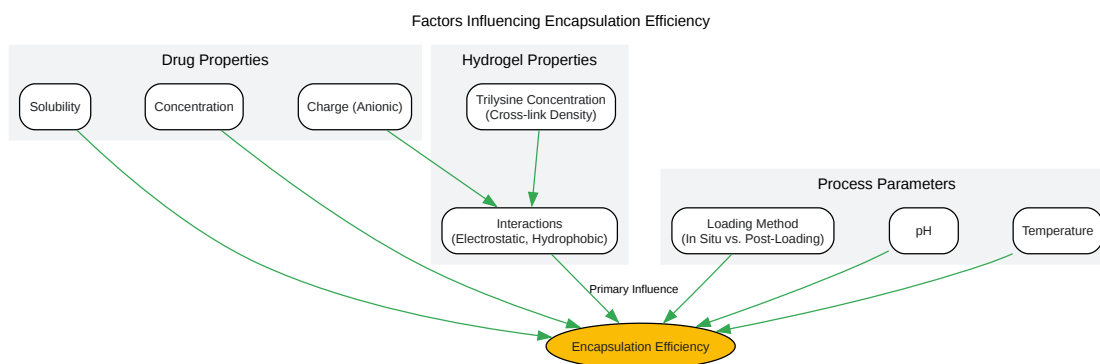 Factors Influencing Encapsulation Efficiency
Drug Properties
Solubility
Concentration
Charge (Anionic)
Hydrogel Properties
Trilysine Concentration
(Cross-link Density)
Interactions
(Electrostatic, Hydrophobic)
Process Parameters
Loading Method
(In Situ vs. Post-Loading)
pH
Temperature
Primary Influence
Encapsulation Efficiency